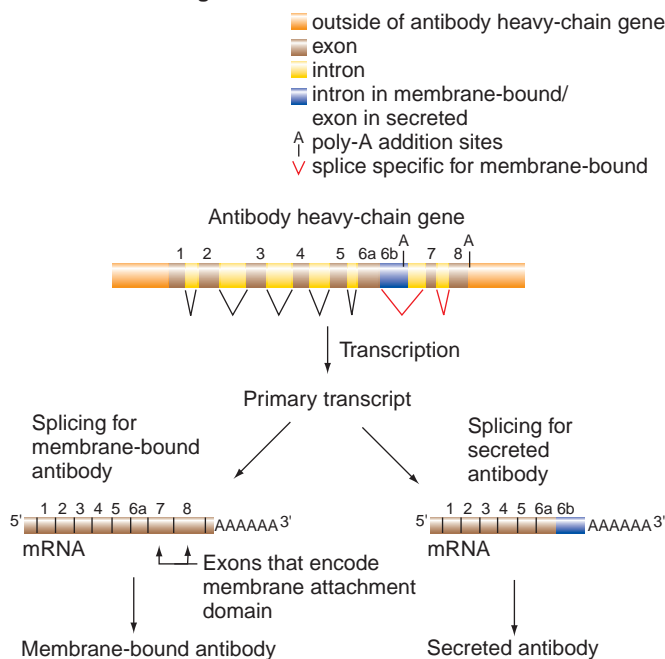 outside of antibody heavy-chain gene
exon
intron
intron in membrane-bound/
exon in secreted
A
poly-A addition sites
splice specific for membrane-bound
Antibody heavy-chain gene
1 2 3 4 5 6a 6b A 7 8 A
Transcription
Primary transcript
Splicing for
membrane-bound
antibody
Splicing for
secreted
antibody
1 2 3 4 5 6a 7 8
5' AAAAAA 3'
mRNA
Exons that encode
membrane attachment
domain
Membrane-bound antibody
1 2 3 4 5 6a 6b
5' AAAAAA 3'
mRNA
Secreted antibody